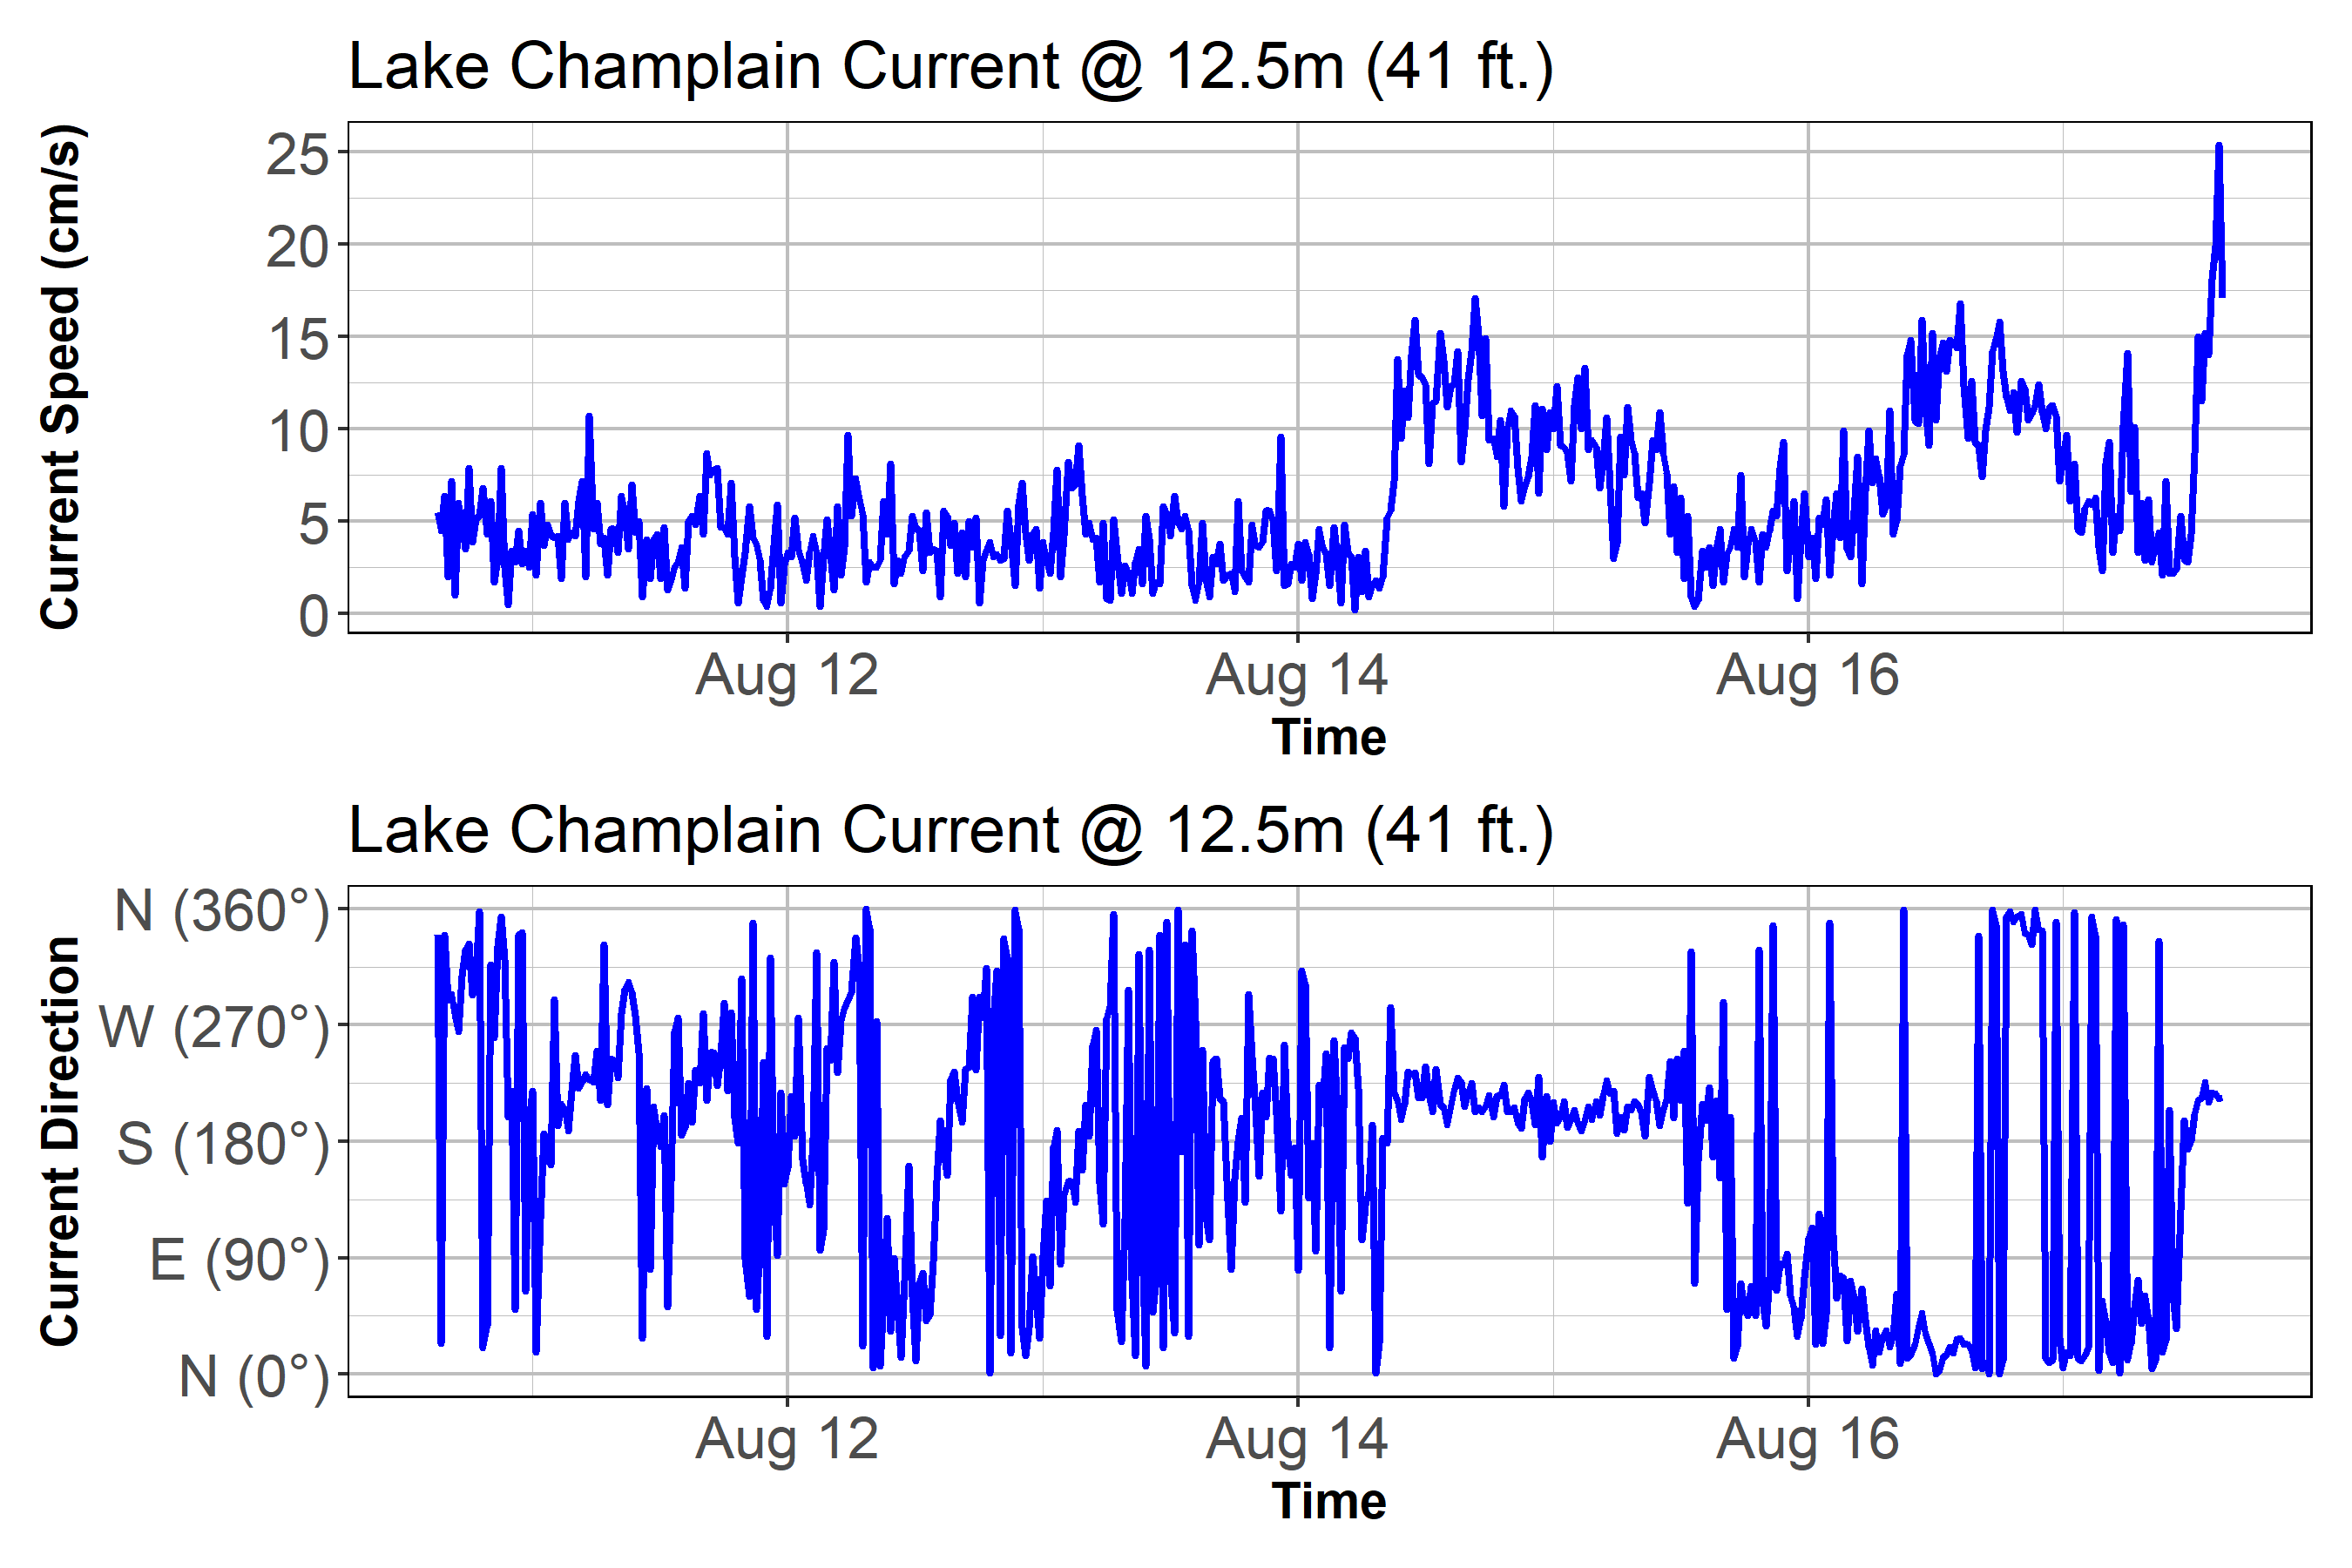 Lake Champlain Current @ 12.5m (41 ft.)
Current Speed (cm/s)
25
20
15
10
5
0
Aug 12
Aug 14
Aug 16
Time
Lake Champlain Current @ 12.5m (41 ft.)
Current Direction
N (360°)
W (270°)
S (180°)
E (90°)
N (0°)
Aug 12
Aug 14
Aug 16
Time